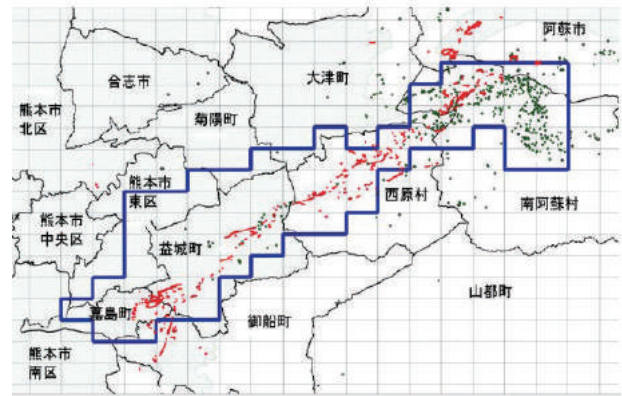 阿蘇市
大津町
合志市
熊本市
北区
菊陽町
熊本市
東区
西原村
南阿蘇村
熊本市
中央区
益城町
山都町
嘉島町
御船町
熊本市
南区